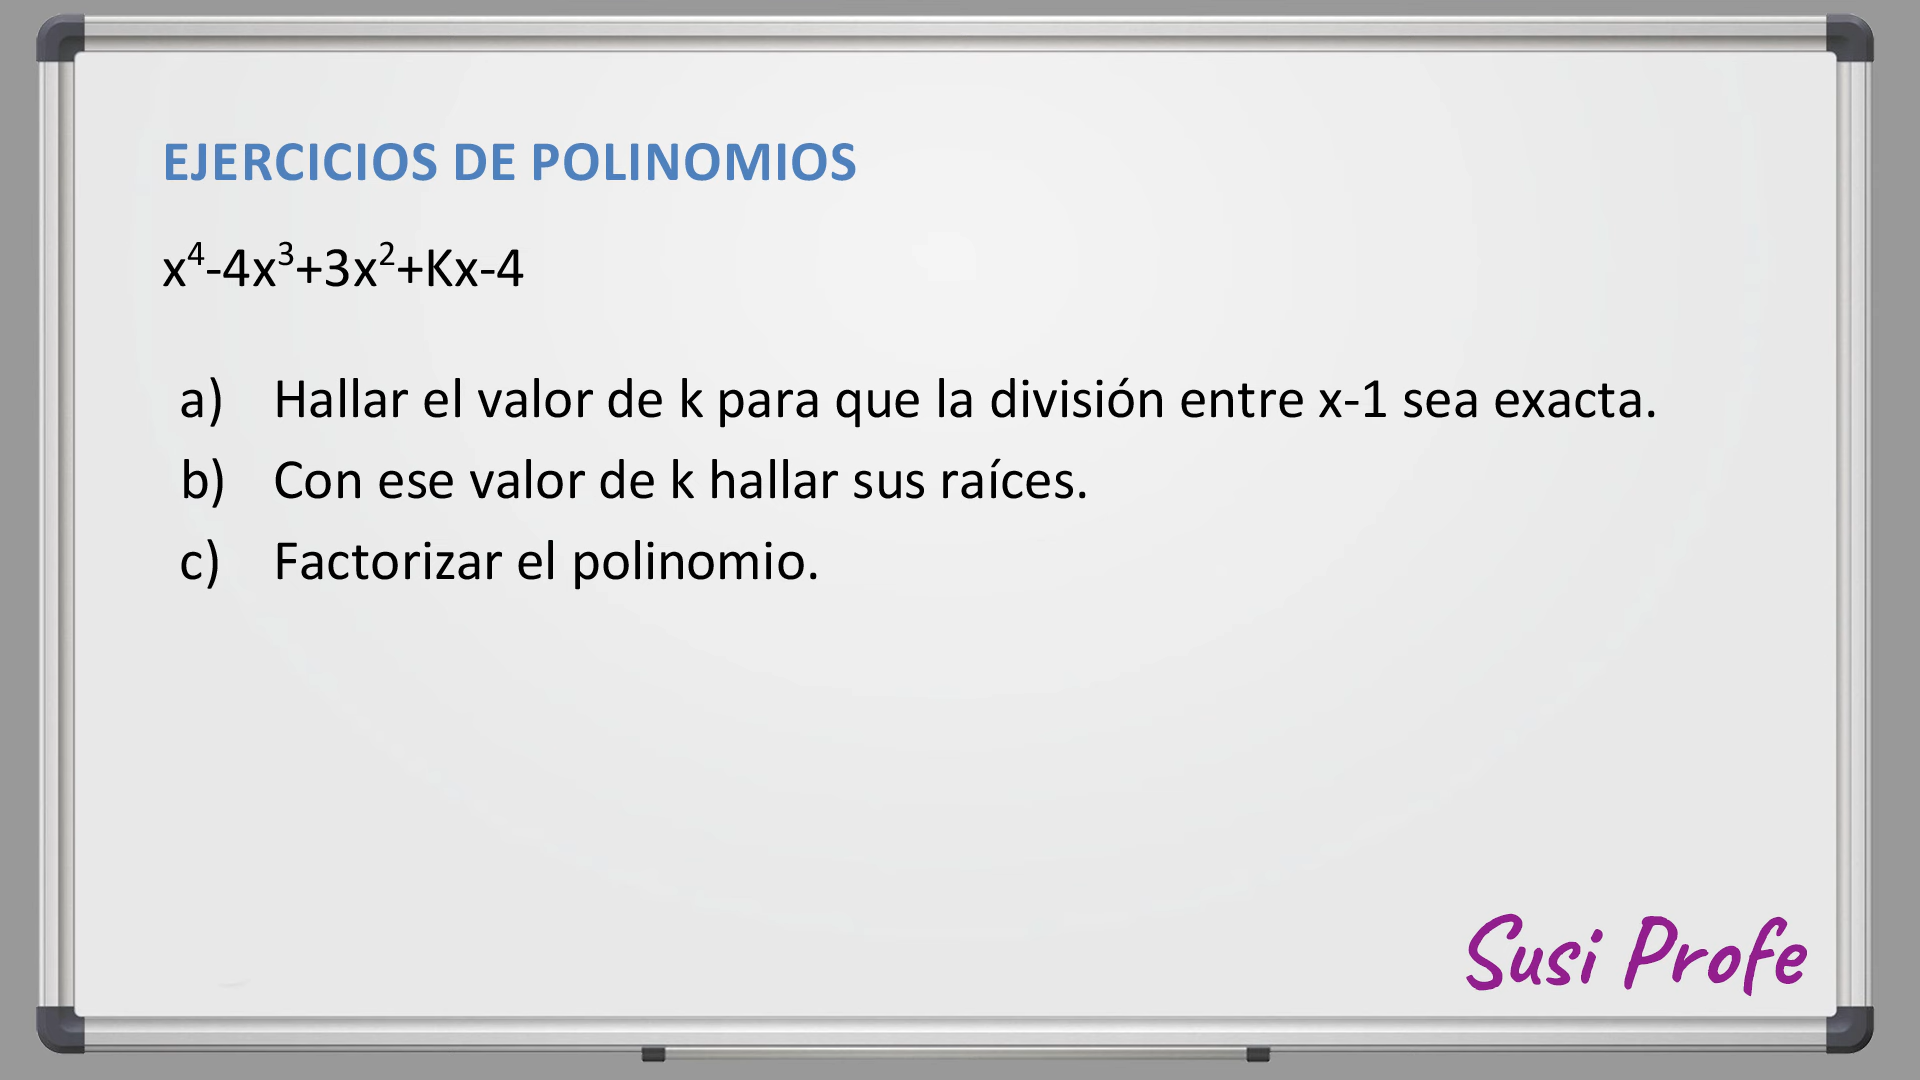 EJERCICIOS DE POLINOMIOS
x⁴-4x³+3x²+Kx-4
a) Hallar el valor de k para que la división entre x-1 sea exacta.
b) Con ese valor de k hallar sus raíces.
c) Factorizar el polinomio.
Susi Profe